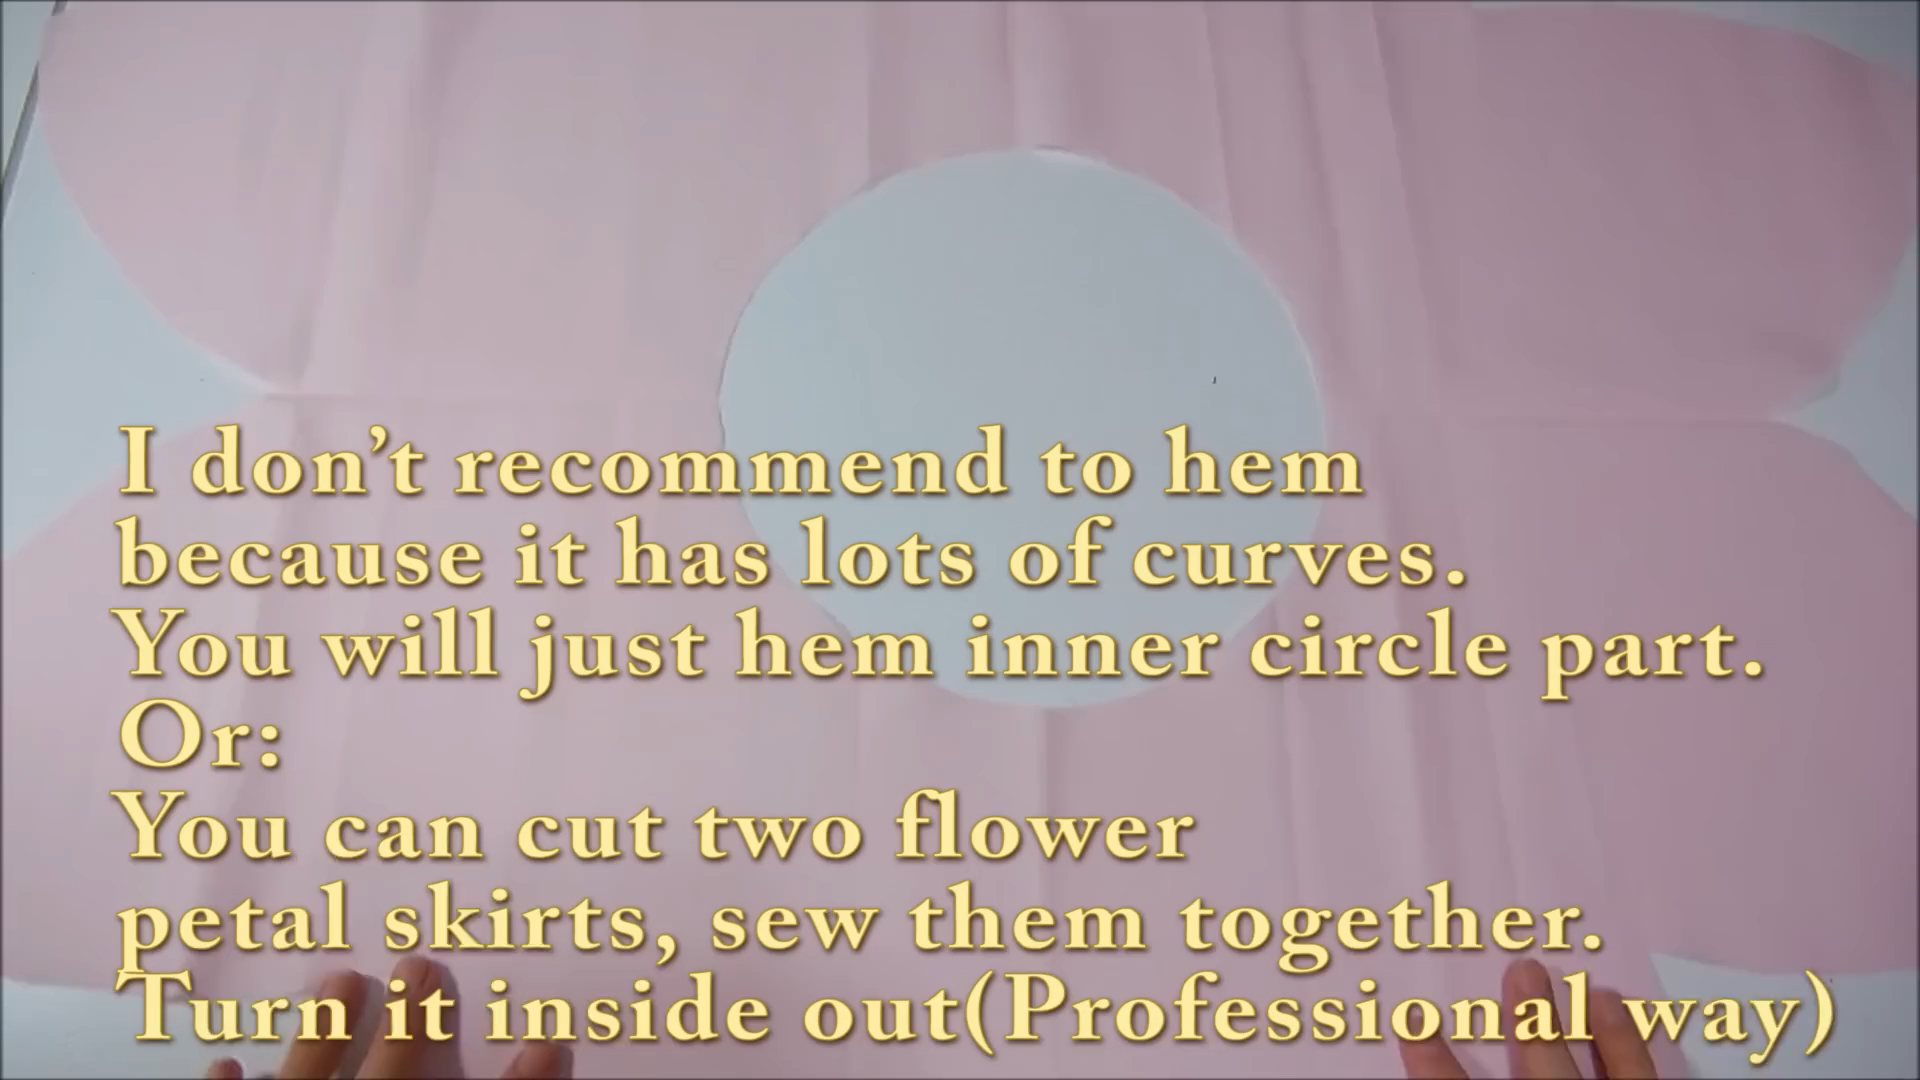 I don’t recommend to hem
because it has lots of curves.
You will just hem inner circle part.
Or:
You can cut two flower
petal skirts, sew them together.
Turn it inside out(Professional way)